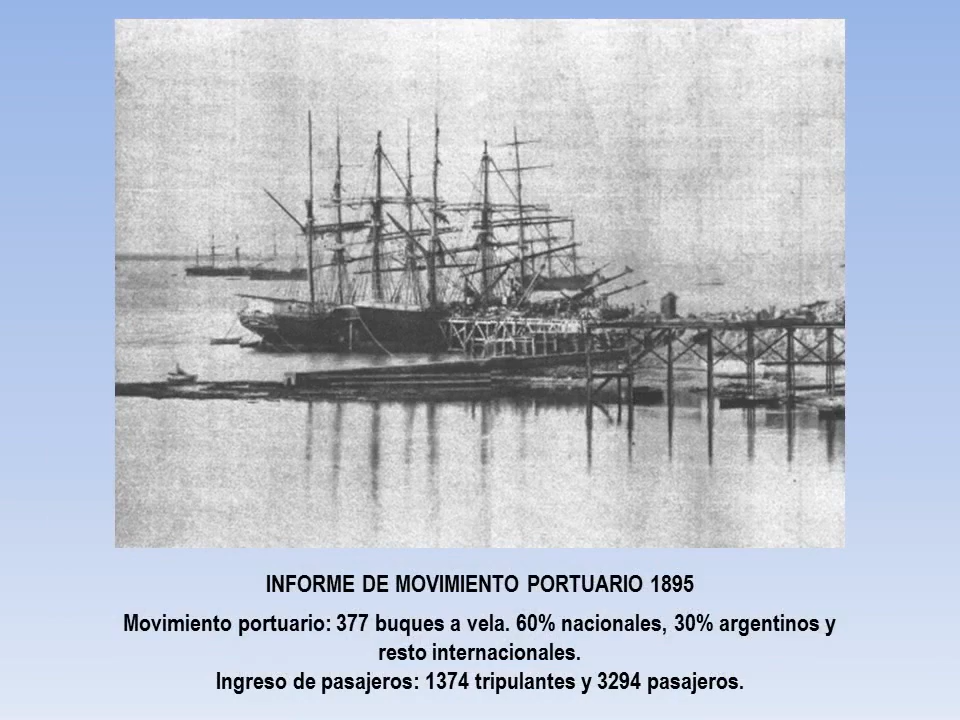 INFORME DE MOVIMIENTO PORTUARIO 1895
Movimiento portuario: 377 buques a vela. 60% nacionales, 30% argentinos y
resto internacionales.
Ingreso de pasajeros: 1374 tripulantes y 3294 pasajeros.